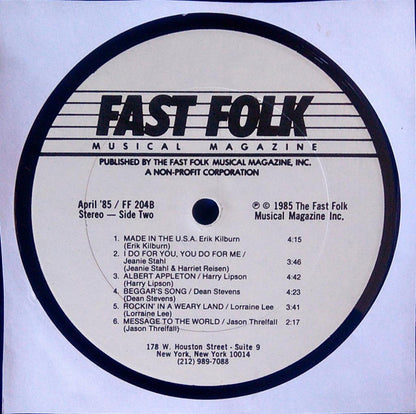 FAST FOLK
MUSICAL MAGAZINE
PUBLISHED BY THE FAST FOLK MUSICAL MAGAZINE, INC.
A NON-PROFIT CORPORATION
April '85 / FF 204B
Stereo — Side Two
℗ © 1985 The Fast Folk
Musical Magazine Inc.
1. MADE IN THE U.S.A. Erik Kilburn 4:15
(Erik Kilburn)
2. I DO FOR YOU, YOU DO FOR ME /
Jeanie Stahl 3:46
(Jeanie Stahl & Harriet Reisen)
3. ALBERT APPLETON / Harry Lipson 4:42
(Harry Lipson)
4. BEGGAR'S SONG / Dean Stevens 4:23
(Dean Stevens)
5. ROCKIN' IN A WEARY LAND / Lorraine Lee 3:41
(Lorraine Lee)
6. MESSAGE TO THE WORLD / Jason Threlfall 2:17
(Jason Threlfall)
178 W. Houston Street - Suite 9
New York, New York 10014
(212) 989-7088